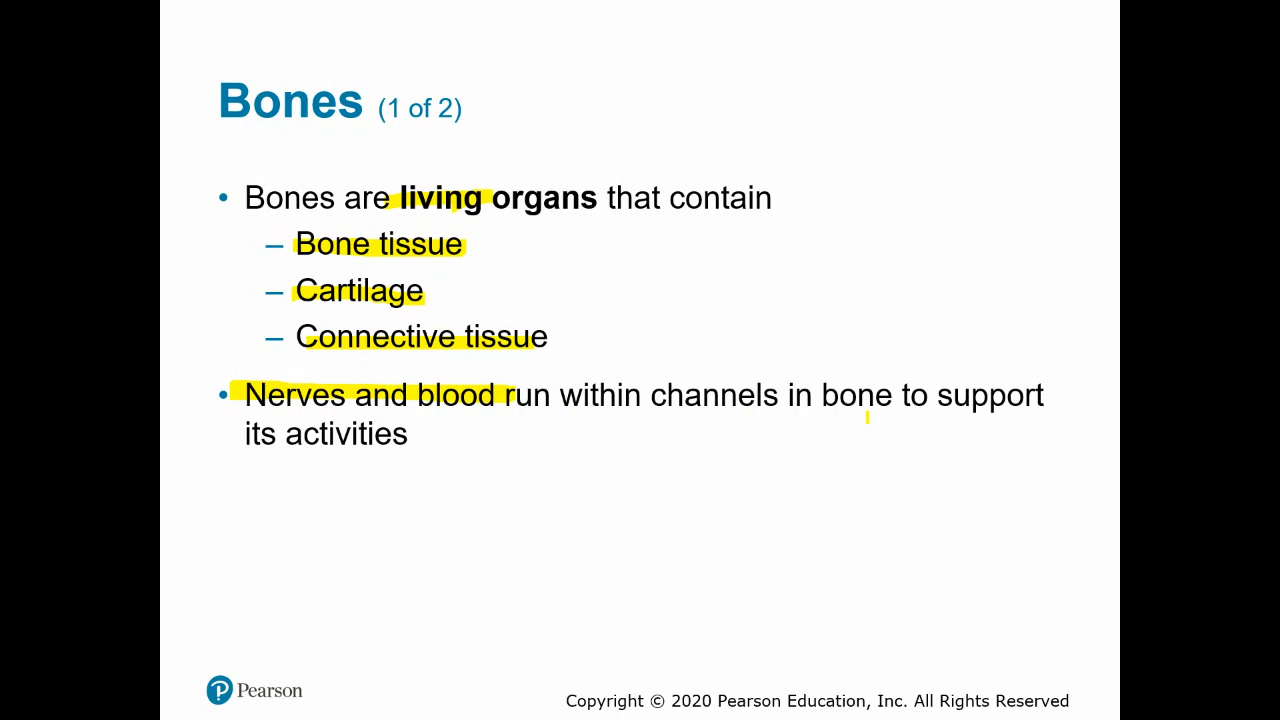 Bones (1 of 2)
• Bones are living organs that contain
– Bone tissue
– Cartilage
– Connective tissue
• Nerves and blood run within channels in bone to support
its activities
P Pearson
Copyright © 2020 Pearson Education, Inc. All Rights Reserved